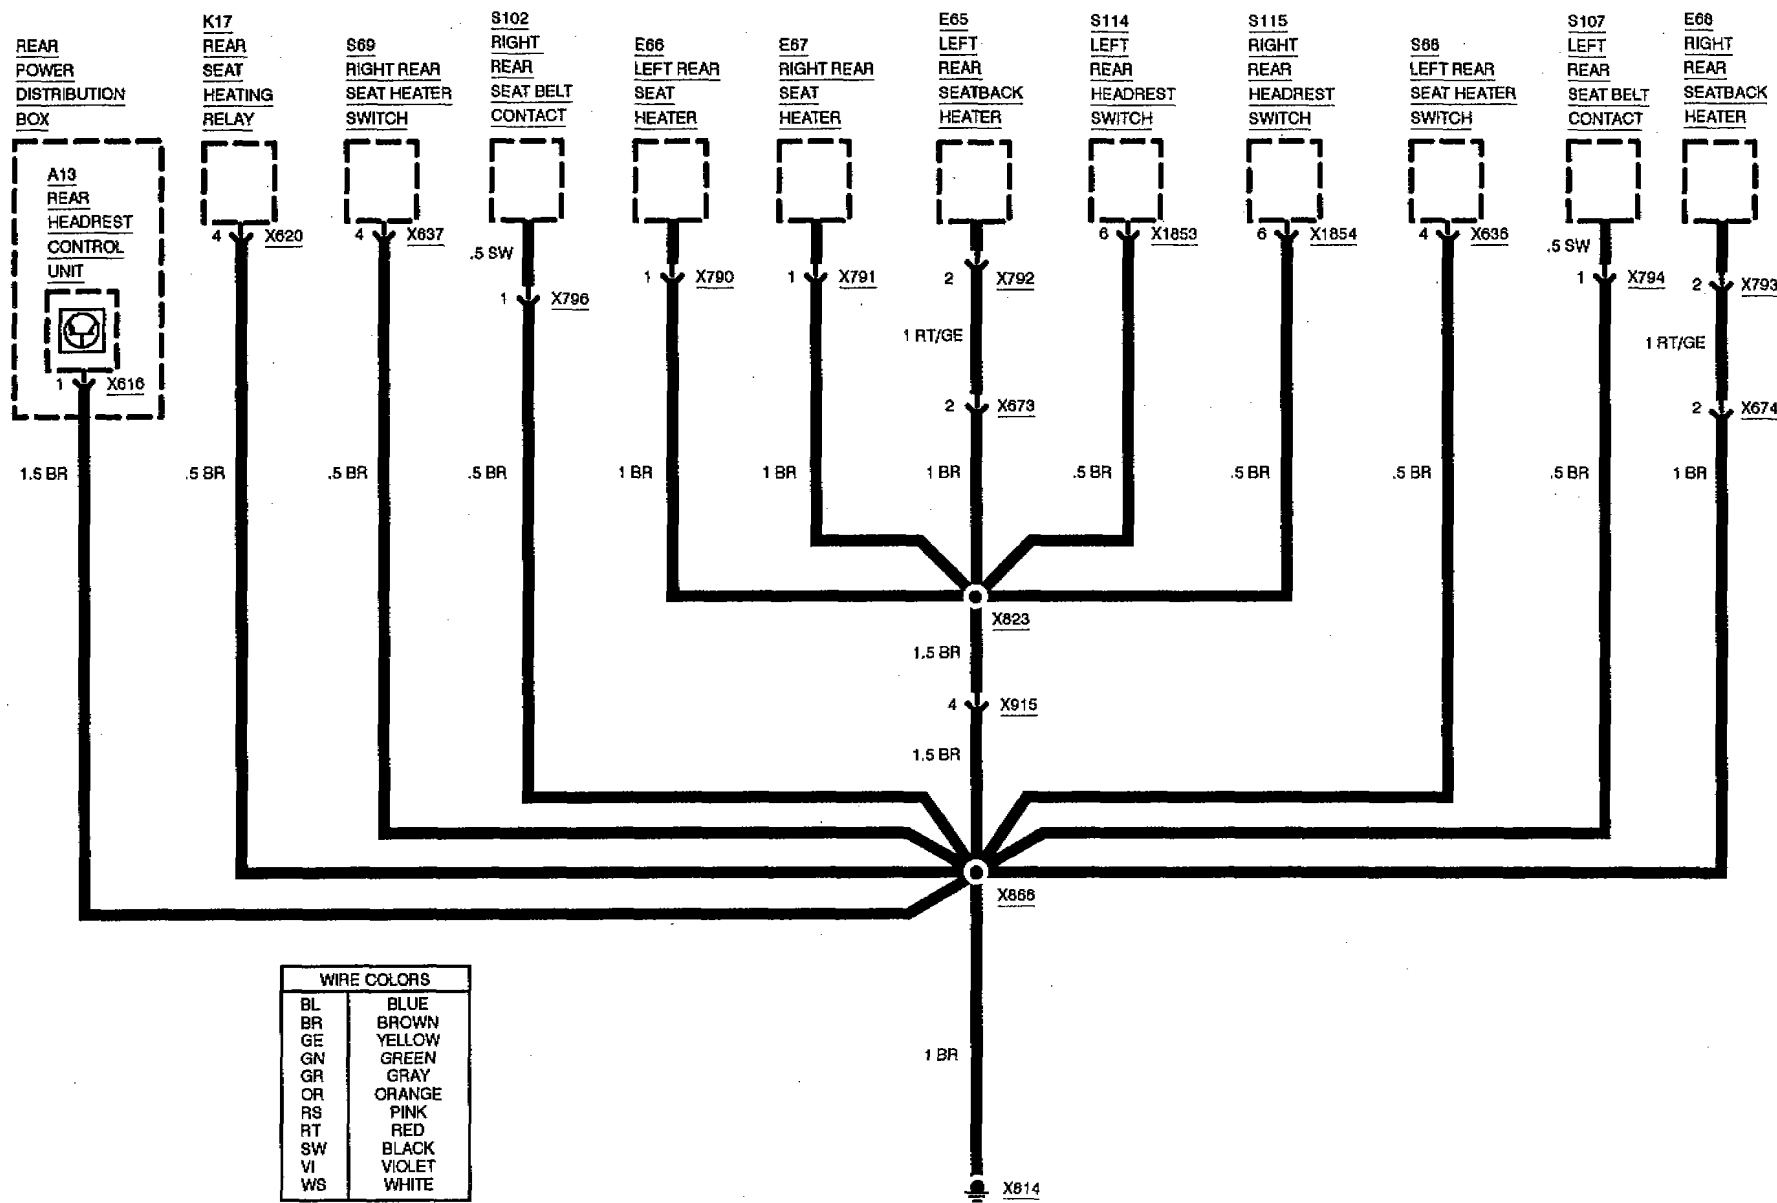 REAR
POWER
DISTRIBUTION
BOX
K17
REAR
SEAT
HEATING
RELAY
S69
RIGHT REAR
SEAT HEATER
SWITCH
S102
RIGHT
REAR
SEAT BELT
CONTACT
E66
LEFT REAR
SEAT
HEATER
E67
RIGHT REAR
SEAT
HEATER
E65
LEFT
REAR
SEATBACK
HEATER
S114
LEFT
REAR
HEADREST
SWITCH
S115
RIGHT
REAR
HEADREST
SWITCH
S68
LEFT REAR
SEAT HEATER
SWITCH
S107
LEFT
REAR
SEAT BELT
CONTACT
E68
RIGHT
REAR
SEATBACK
HEATER
A13
REAR
HEADREST
CONTROL
UNIT
4 X620
4 X637
.5 SW
1 X796
1 X790
1 X791
2 X792
6 X1853
6 X1854
4 X636
.5 SW
1 X794
2 X793
1 RT/GE
1 RT/GE
1 X616
2 X673
2 X674
1.5 BR
.5 BR
.5 BR
.5 BR
1 BR
1 BR
1 BR
.5 BR
.5 BR
.5 BR
.5 BR
1 BR
X823
1.5 BR
4 X915
1.5 BR
X866
1 BR
X814
WIRE COLORS
BL BLUE
BR BROWN
GE YELLOW
GN GREEN
GR GRAY
OR ORANGE
RS PINK
RT RED
SW BLACK
VI VIOLET
WS WHITE